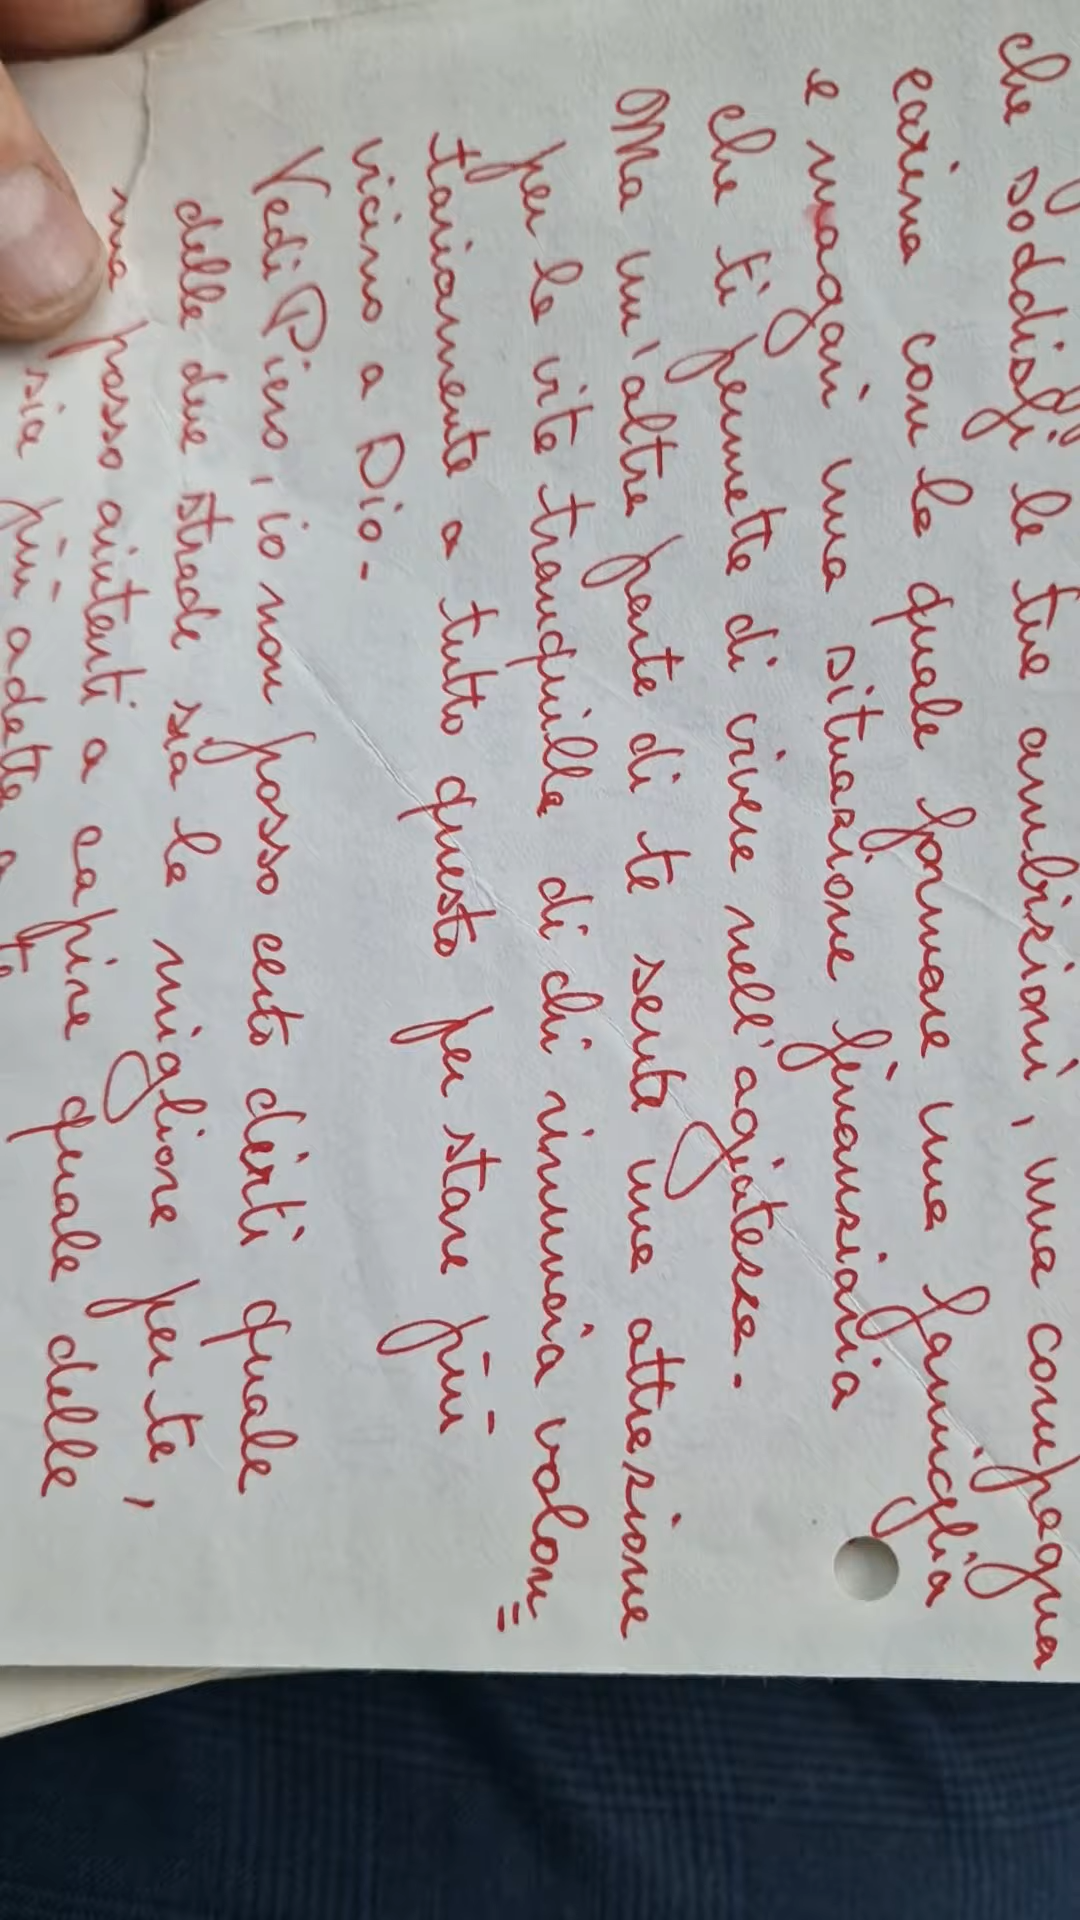 che soddisfi le tue ambizioni, una compagna
carina con la quale formare una famiglia
e magari una situazione finanziaria
che ti permetta di vivere nell'agiatezza.
Ma un'altra parte di te sente una attrazione
per la vita tranquilla di chi rinuncia volon=
tariamente a tutto questo per stare più
vicino a Dio.
Vedi Piero, io non posso certo dirti quale
delle due strade sia la migliore per te,
ma posso aiutarti a capire quale delle
sia più adatta a te